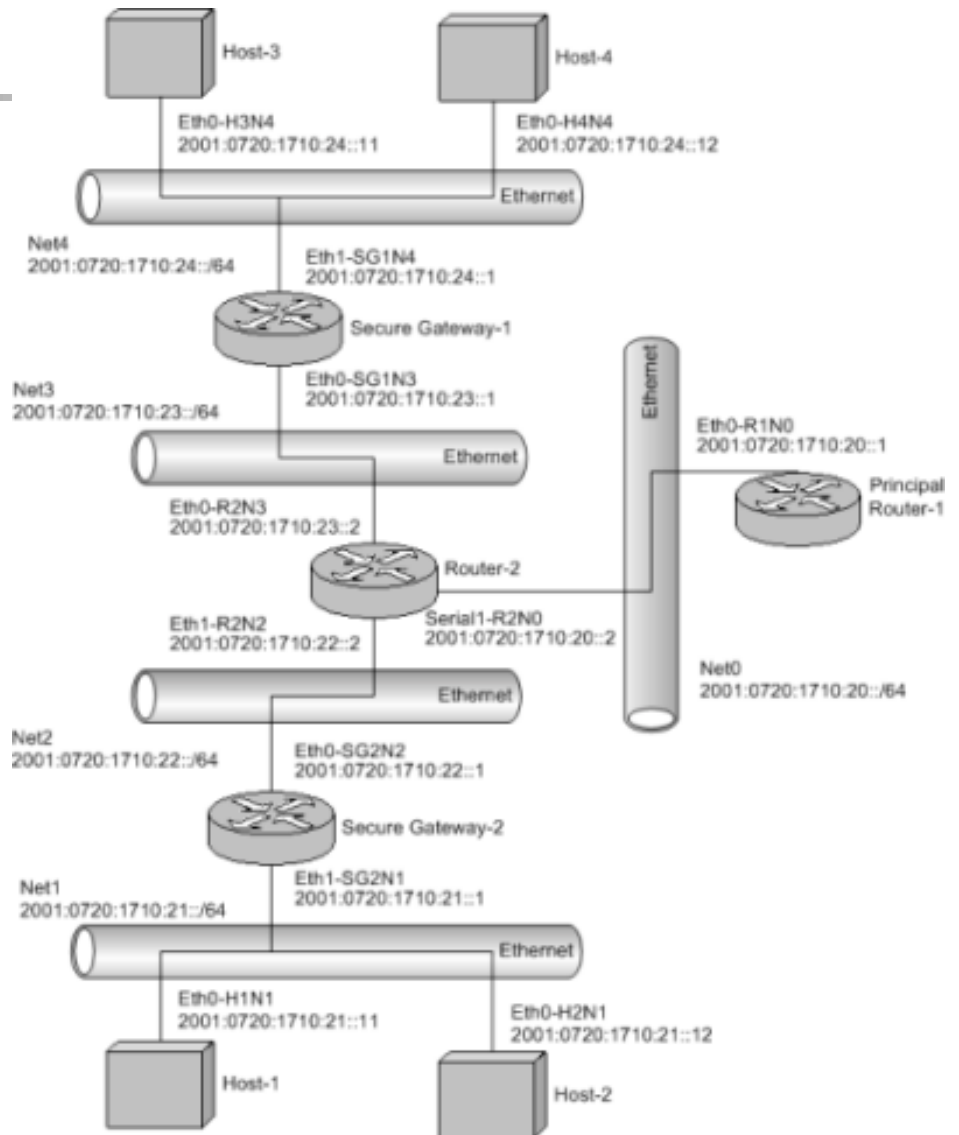 Host-3
Host-4
Eth0-H3N4
2001:0720:1710:24::11
Eth0-H4N4
2001:0720:1710:24::12
Ethernet
Net4
2001:0720:1710:24::/64
Eth1-SG1N4
2001:0720:1710:24::1
Secure Gateway-1
Net3
2001:0720:1710:23::/64
Eth0-SG1N3
2001:0720:1710:23::1
Ethernet
Ethernet
Eth0-R1N0
2001:0720:1710:20::1
Principal
Router-1
Eth0-R2N3
2001:0720:1710:23::2
Router-2
Eth1-R2N2
2001:0720:1710:22::2
Serial1-R2N0
2001:0720:1710:20::2
Net0
2001:0720:1710:20::/64
Ethernet
Net2
2001:0720:1710:22::/64
Eth0-SG2N2
2001:0720:1710:22::1
Secure Gateway-2
Net1
2001:0720:1710:21::/64
Eth1-SG2N1
2001:0720:1710:21::1
Ethernet
Eth0-H1N1
2001:0720:1710:21::11
Eth0-H2N1
2001:0720:1710:21::12
Host-1
Host-2